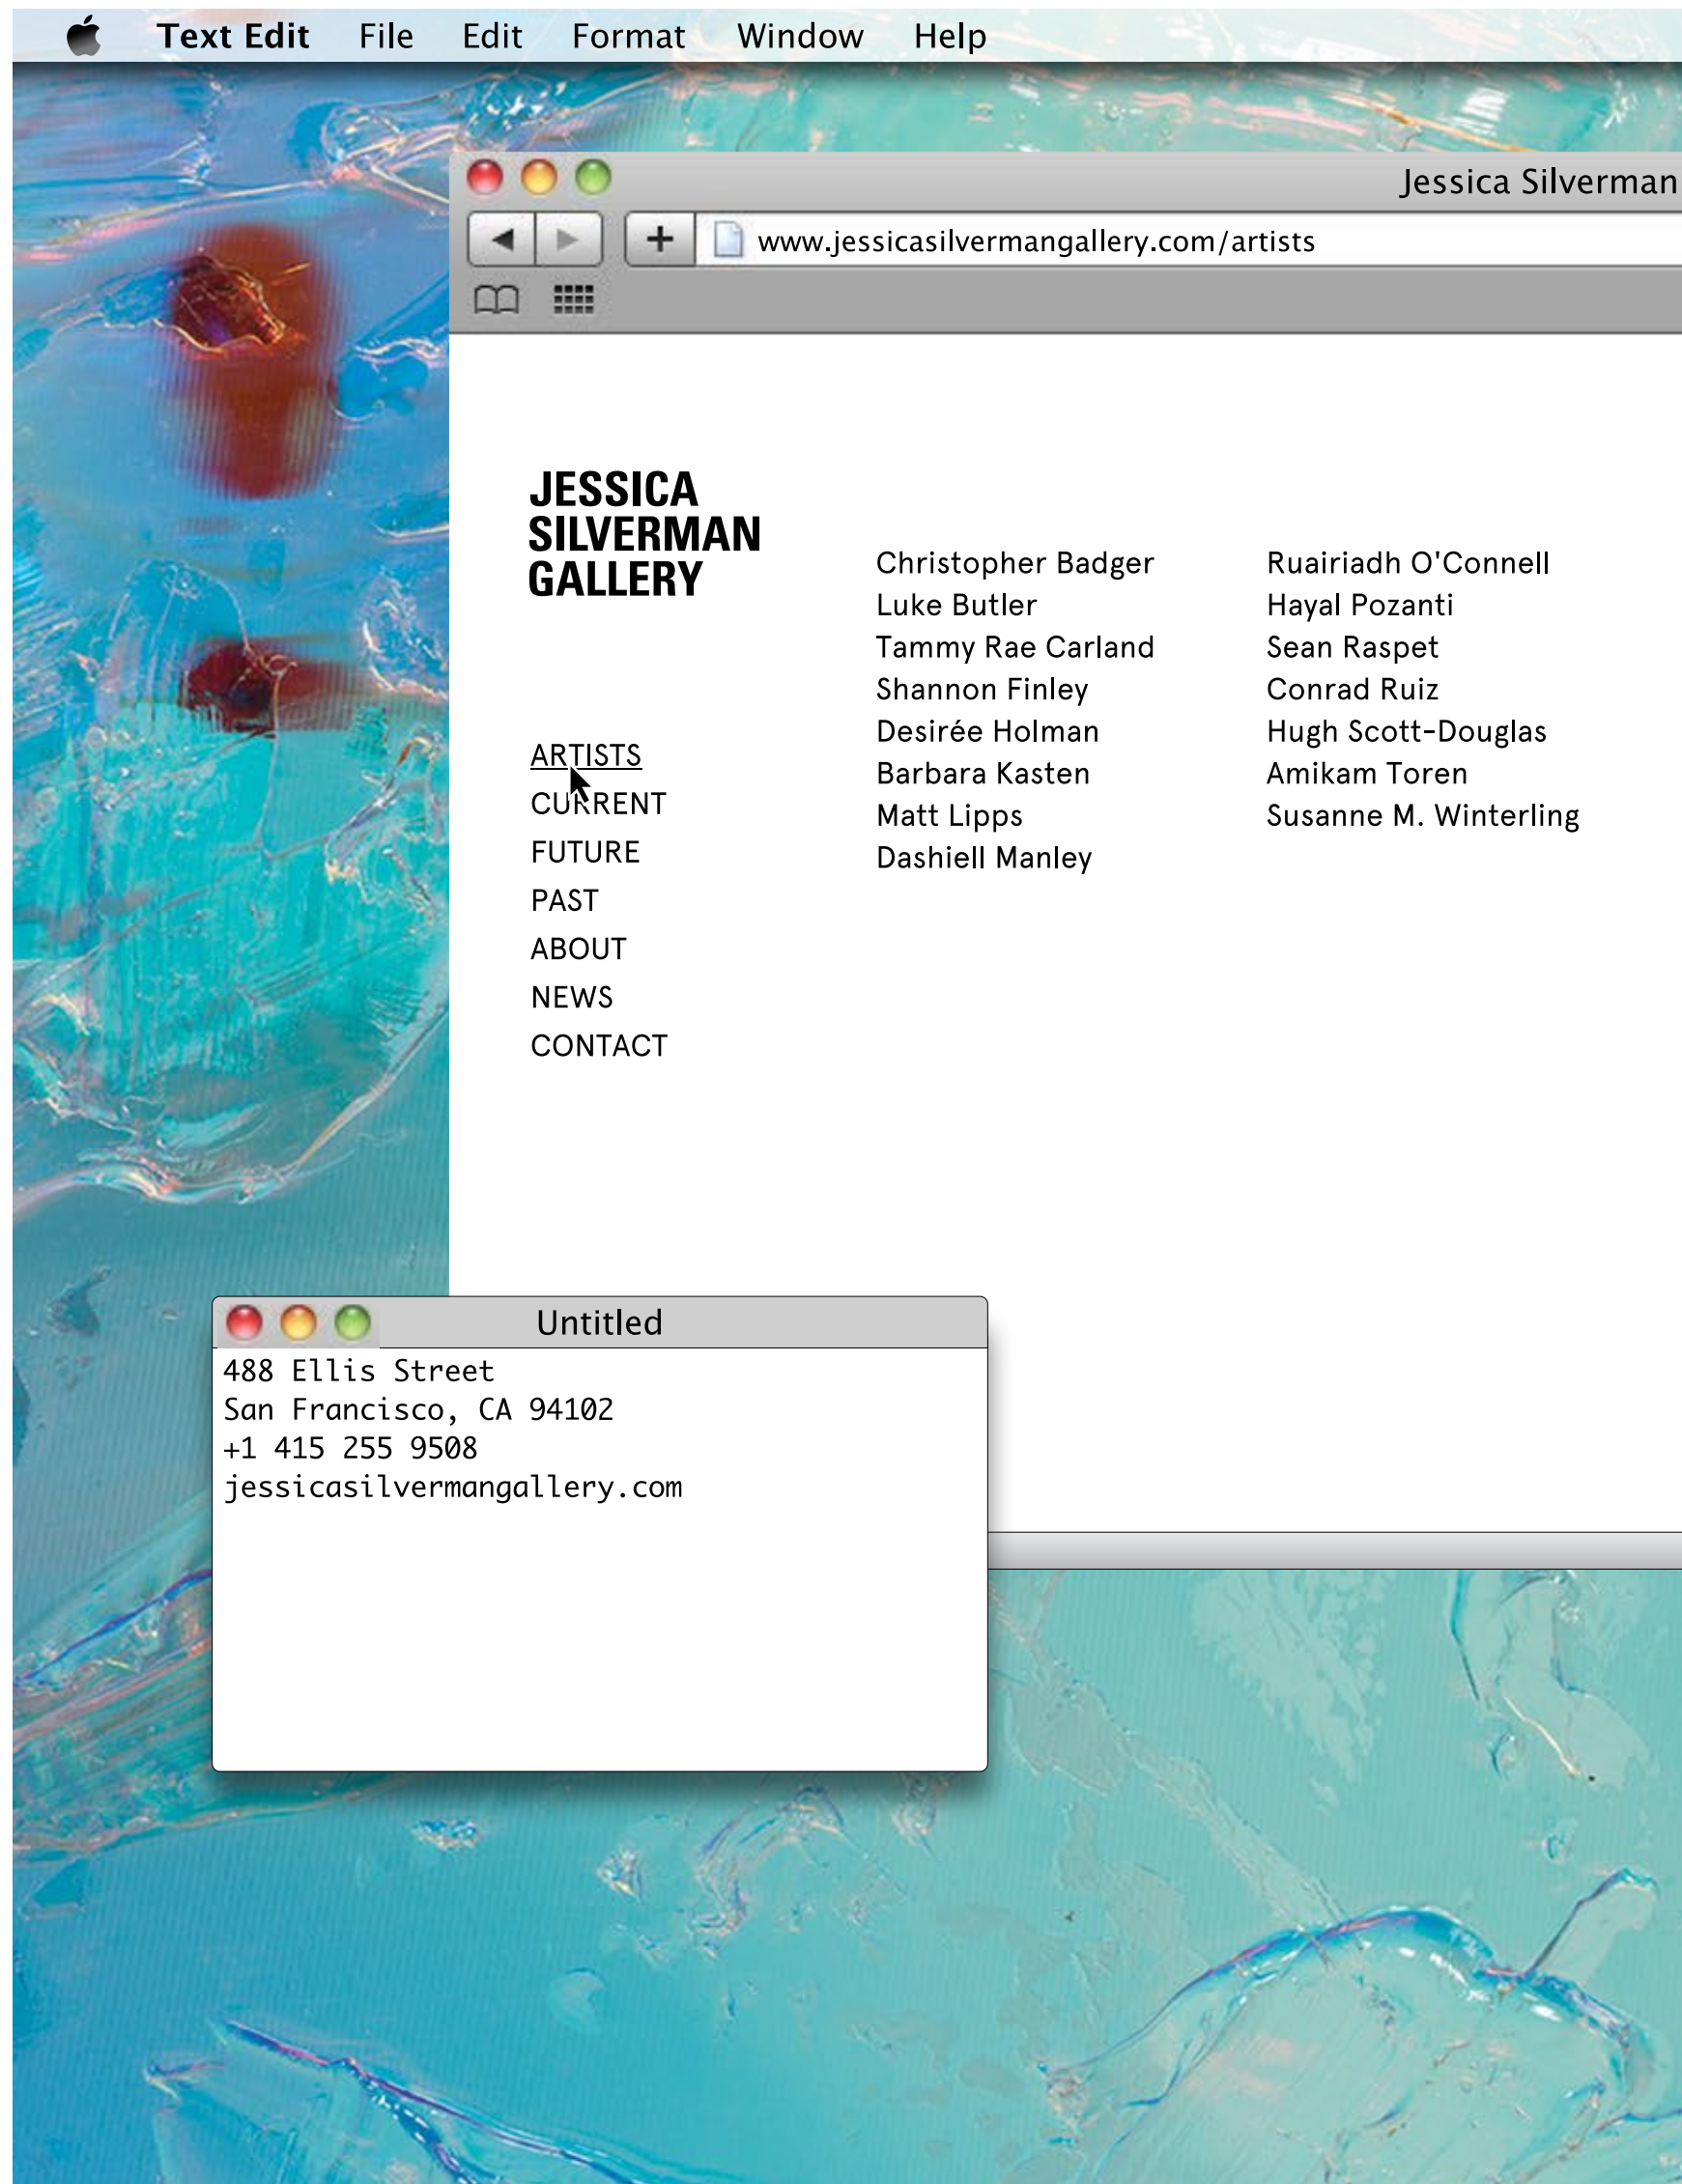 Text Edit File Edit Format Window Help
Jessica Silverman
www.jessicasilvermangallery.com/artists
JESSICA
SILVERMAN
GALLERY
ARTISTS
CURRENT
FUTURE
PAST
ABOUT
NEWS
CONTACT
Christopher Badger
Luke Butler
Tammy Rae Carland
Shannon Finley
Desirée Holman
Barbara Kasten
Matt Lipps
Dashiell Manley
Ruairiadh O'Connell
Hayal Pozanti
Sean Raspet
Conrad Ruiz
Hugh Scott-Douglas
Amikam Toren
Susanne M. Winterling
Untitled
488 Ellis Street
San Francisco, CA 94102
+1 415 255 9508
jessicasilvermangallery.com